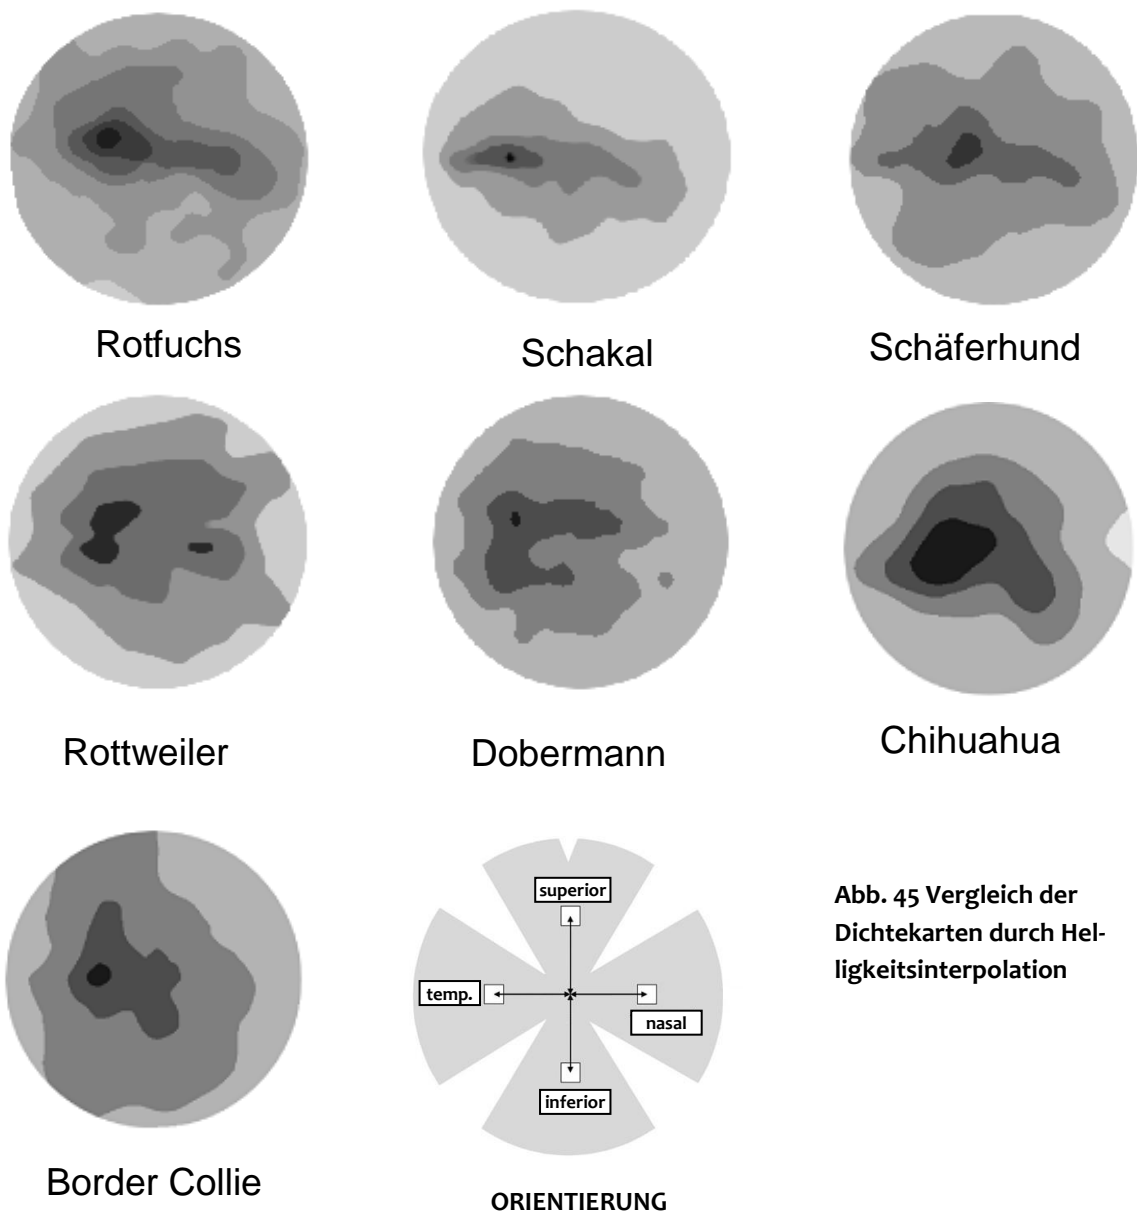 Rotfuchs
Schakal
Schäferhund
Rottweiler
Dobermann
Chihuahua
Border Collie
superior
temp.
nasal
inferior
ORIENTIERUNG
Abb. 45 Vergleich der
Dichtekarten durch Hel-
ligkeitsinterpolation